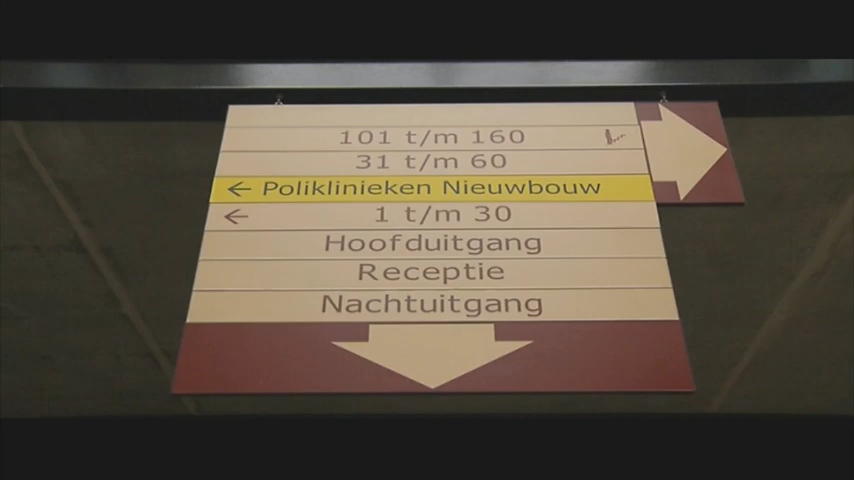 101 t/m 160
31 t/m 60
← Poliklinieken Nieuwbouw
← 1 t/m 30
Hoofduitgang
Receptie
Nachtuitgang